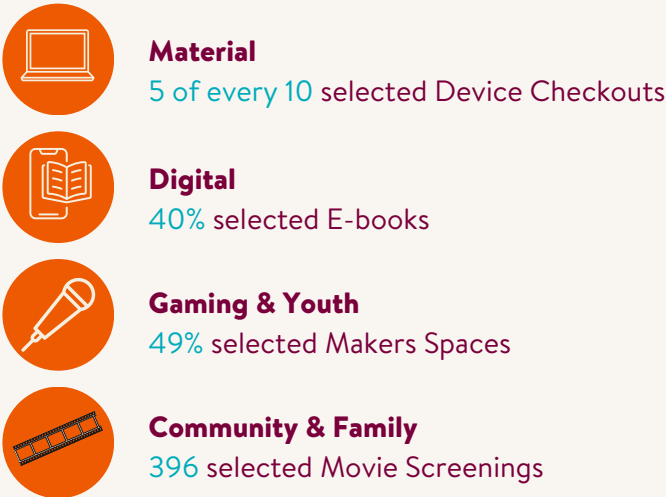 Material
5 of every 10 selected Device Checkouts
Digital
40% selected E-books
Gaming & Youth
49% selected Makers Spaces
Community & Family
396 selected Movie Screenings